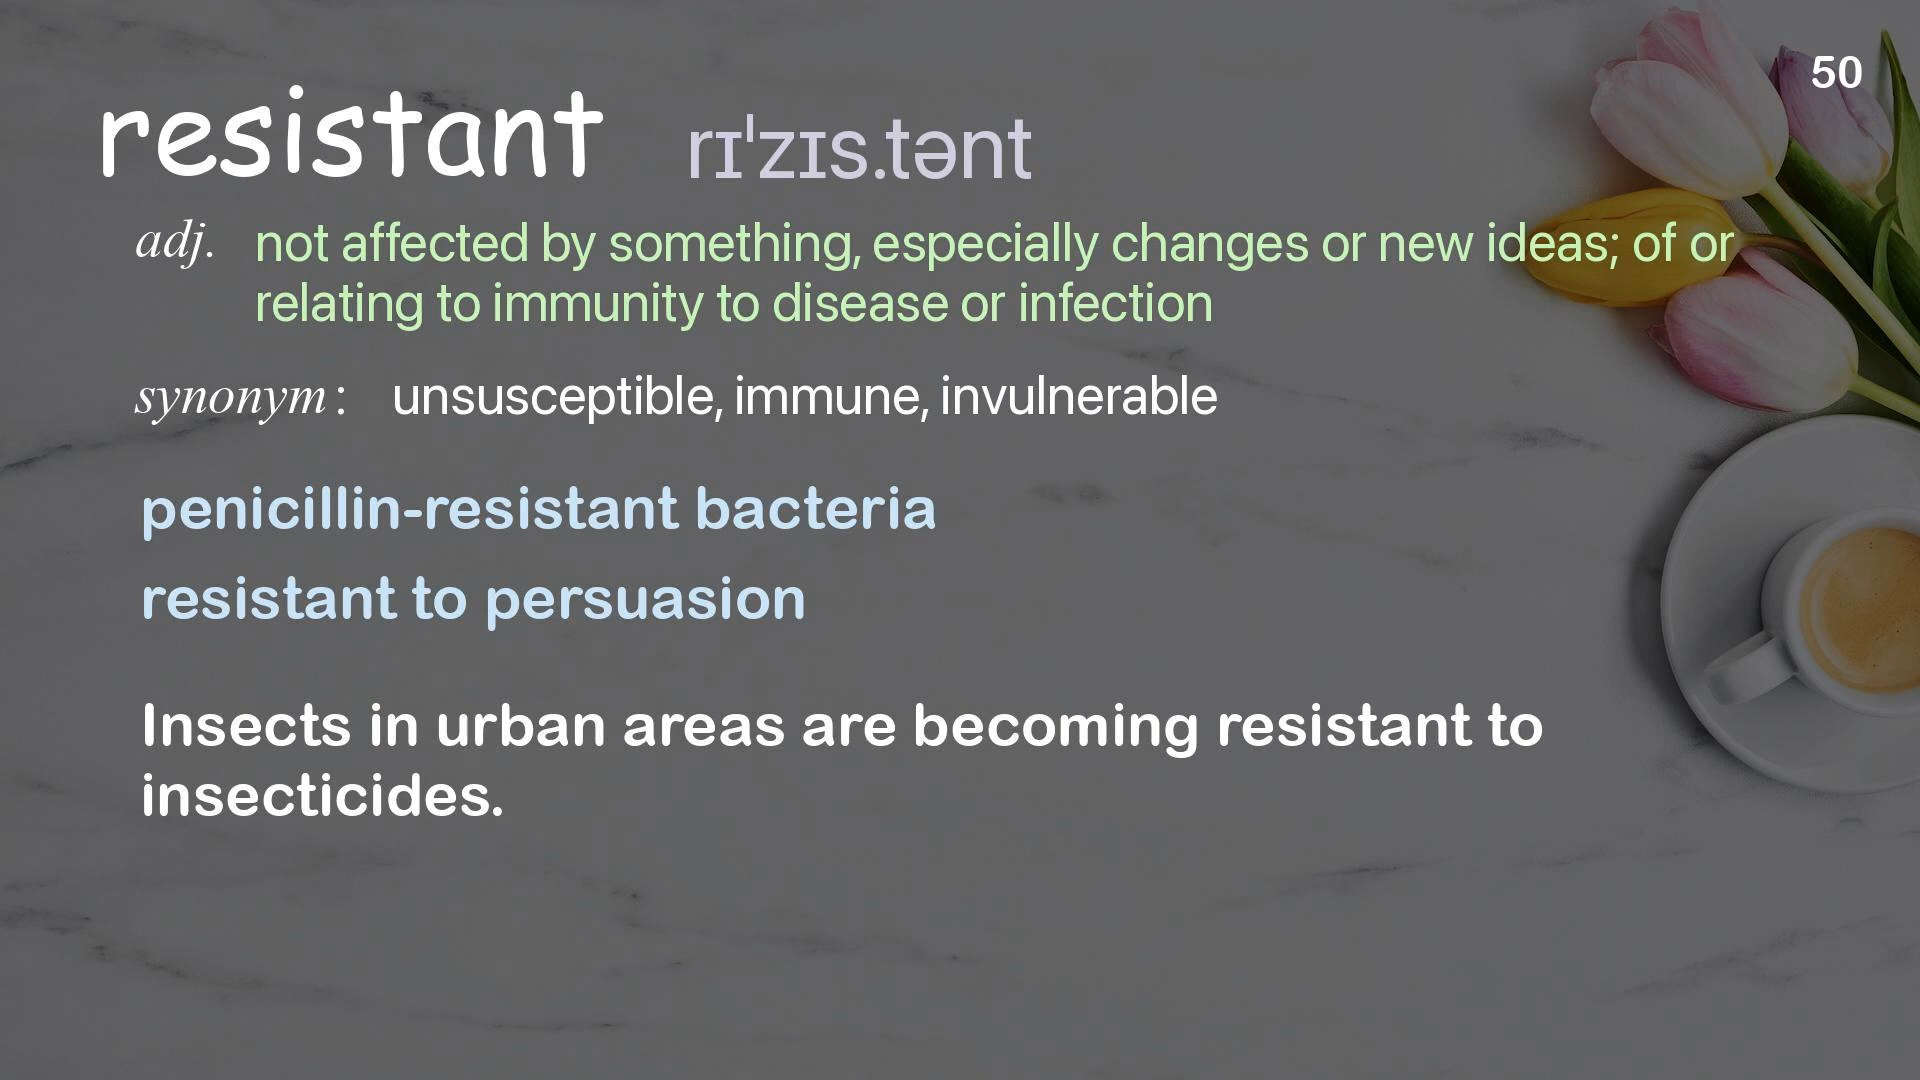 50
resistant rɪˈzɪs.tənt
adj. not affected by something, especially changes or new ideas; of or
relating to immunity to disease or infection
synonym: unsusceptible, immune, invulnerable
penicillin-resistant bacteria
resistant to persuasion
Insects in urban areas are becoming resistant to
insecticides.